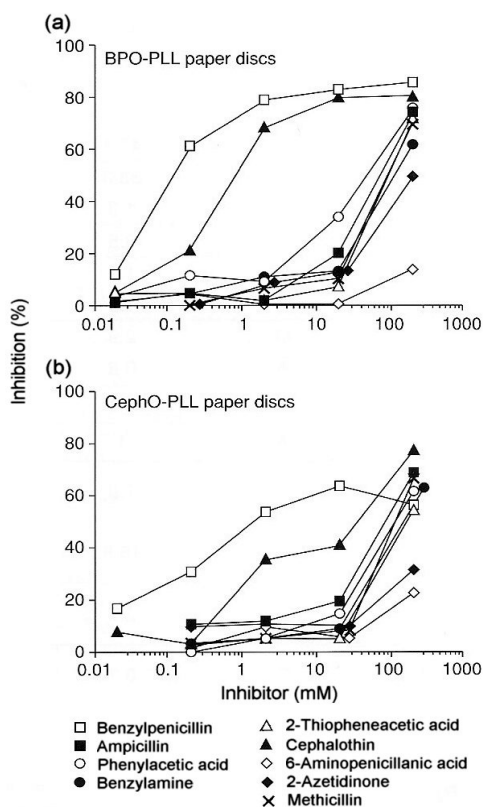 (a)
BPO-PLL paper discs
100
80
60
40
20
0
0.01 0.1 1 10 100 1000
Inhibition (%)
(b)
CephO-PLL paper discs
100
80
60
40
20
0
0.01 0.1 1 10 100 1000
Inhibitor (mM)
Benzylpenicillin
Ampicillin
Phenylacetic acid
Benzylamine
2-Thiopheneacetic acid
Cephalothin
6-Aminopenicillanic acid
2-Azetidinone
Methicillin